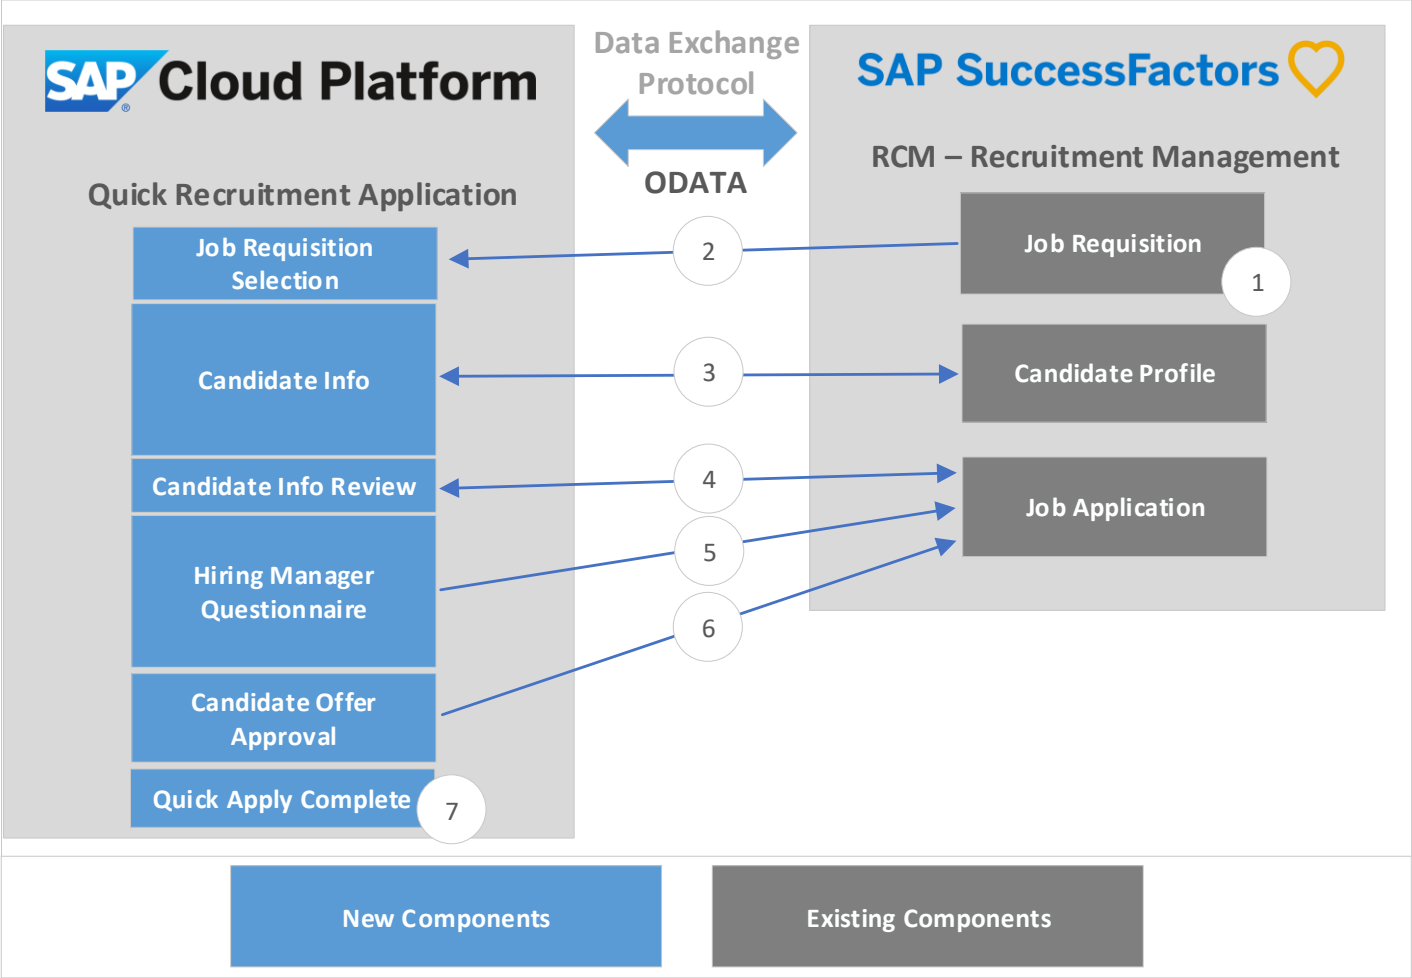 SAP Cloud Platform
®
Quick Recruitment Application
Job Requisition
Selection
Candidate Info
Candidate Info Review
Hiring Manager
Questionnaire
Candidate Offer
Approval
Quick Apply Complete
7
Data Exchange
Protocol
ODATA
2
3
4
5
6
SAP SuccessFactors
RCM – Recruitment Management
Job Requisition
1
Candidate Profile
Job Application
New Components
Existing Components